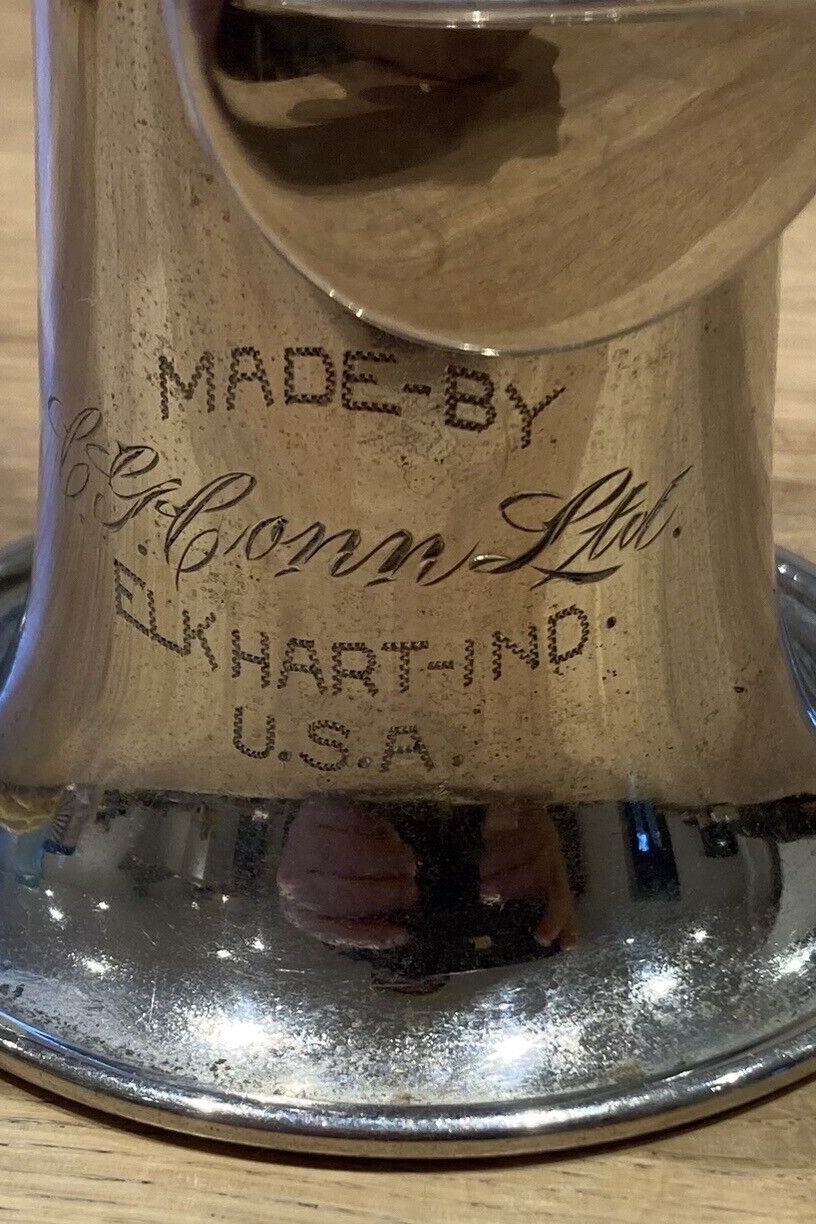 MADE-BY
C.G. Conn Ltd.
ELKHART-IND.
U.S.A.